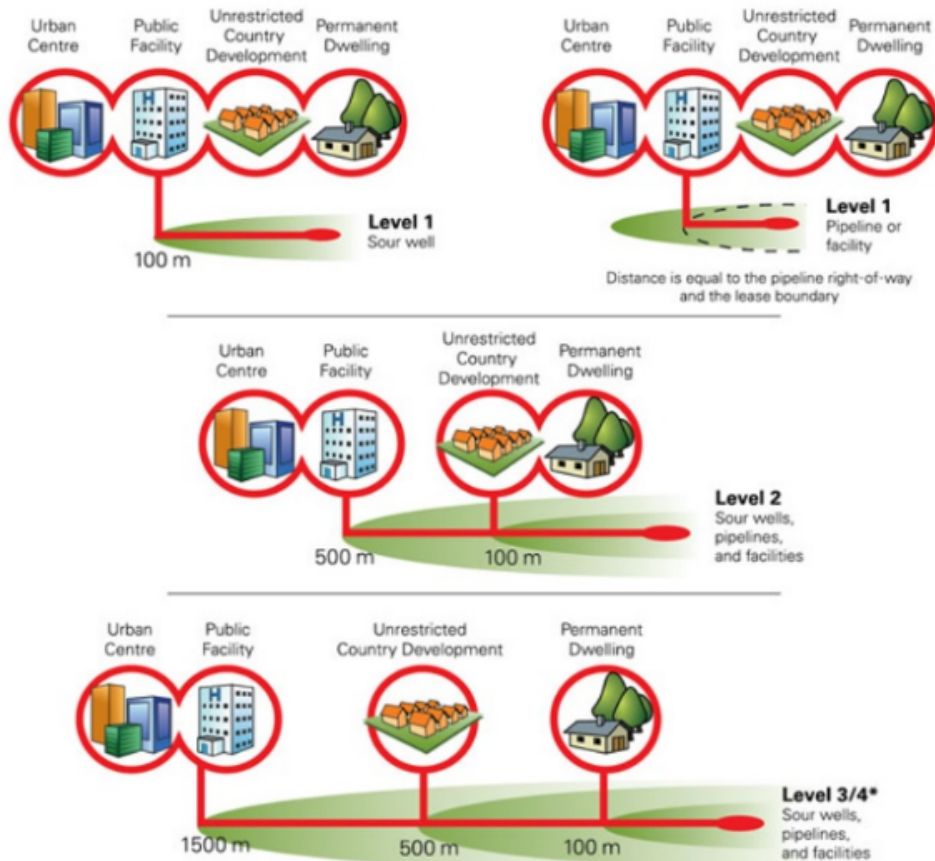 Urban
Centre
Public
Facility
Unrestricted
Country
Development
Permanent
Dwelling
H
100 m
Level 1
Sour well
Urban
Centre
Public
Facility
Unrestricted
Country
Development
Permanent
Dwelling
H
Level 1
Pipeline or
facility
Distance is equal to the pipeline right-of-way
and the lease boundary
Urban
Centre
Public
Facility
Unrestricted
Country
Development
Permanent
Dwelling
H
500 m
100 m
Level 2
Sour wells,
pipelines,
and facilities
Urban
Centre
Public
Facility
Unrestricted
Country Development
Permanent
Dwelling
H
1500 m
500 m
100 m
Level 3/4*
Sour wells,
pipelines,
and facilities